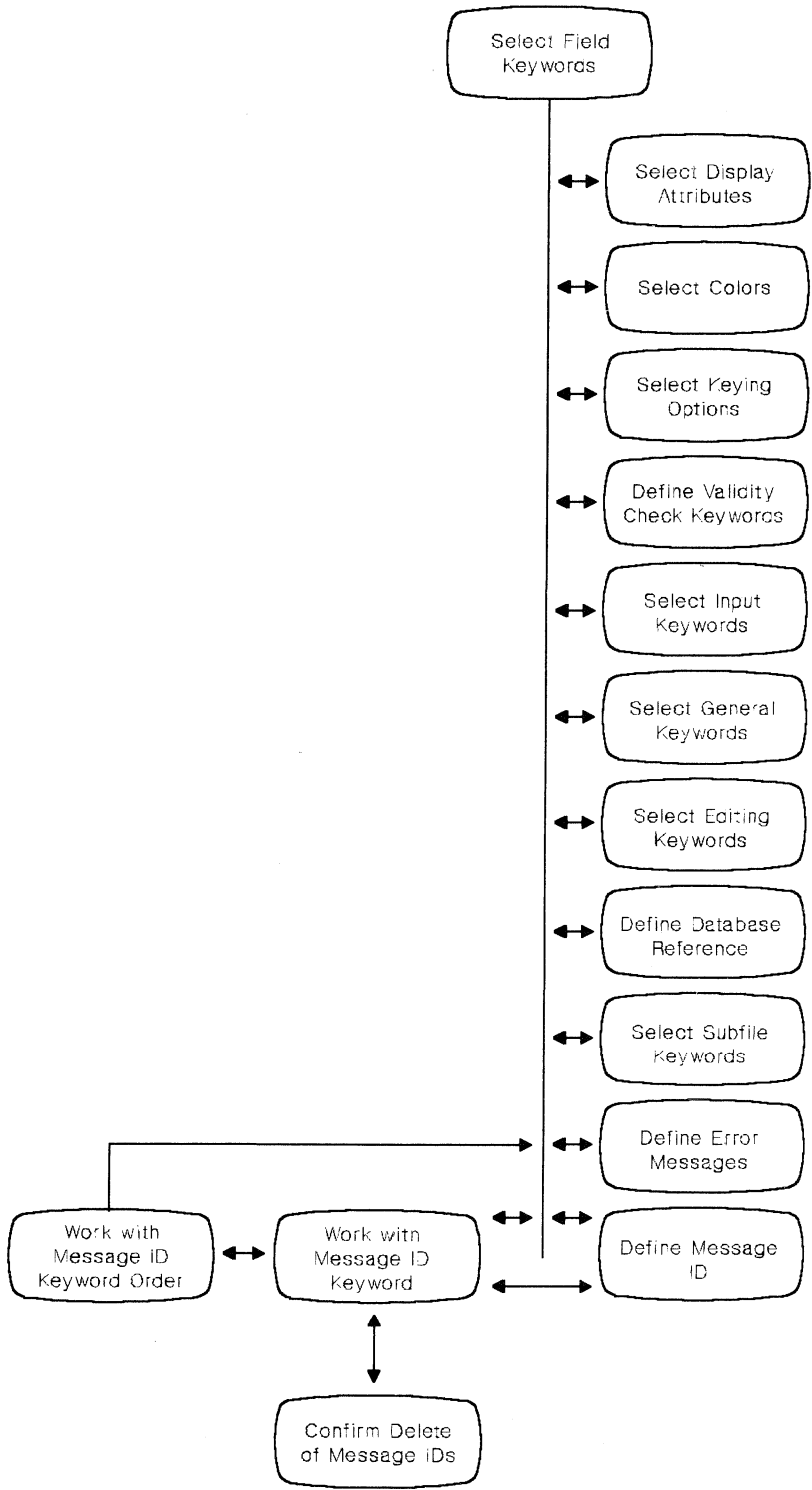 Select Field
Keywords
Select Display
Attributes
Select Colors
Select Keying
Options
Define Validity
Check Keywords
Select Input
Keywords
Select General
Keywords
Select Editing
Keywords
Define Database
Reference
Select Subfile
Keywords
Define Error
Messages
Work with
Message ID
Keyword Order
Work with
Message ID
Keyword
Define Message
ID
Confirm Delete
of Message IDs